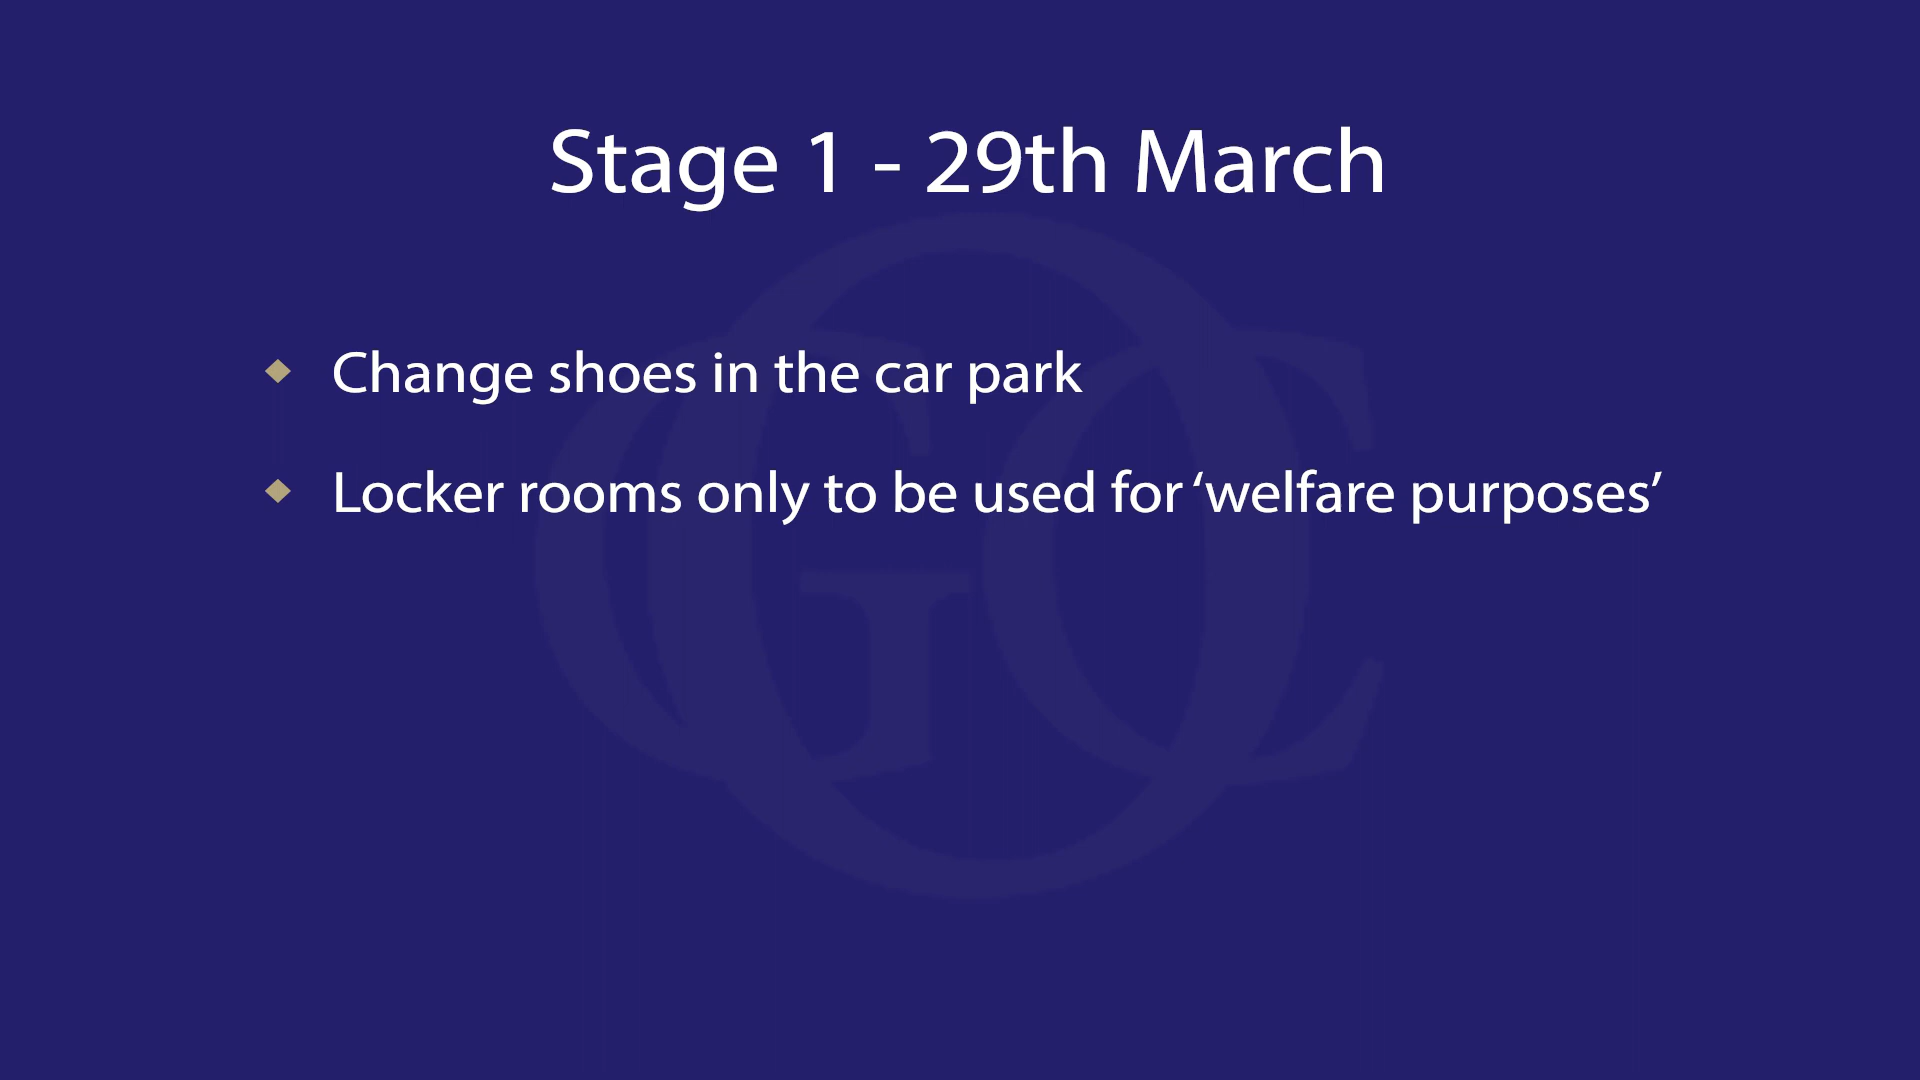 Stage 1 - 29th March
Change shoes in the car park
Locker rooms only to be used for ‘welfare purposes’